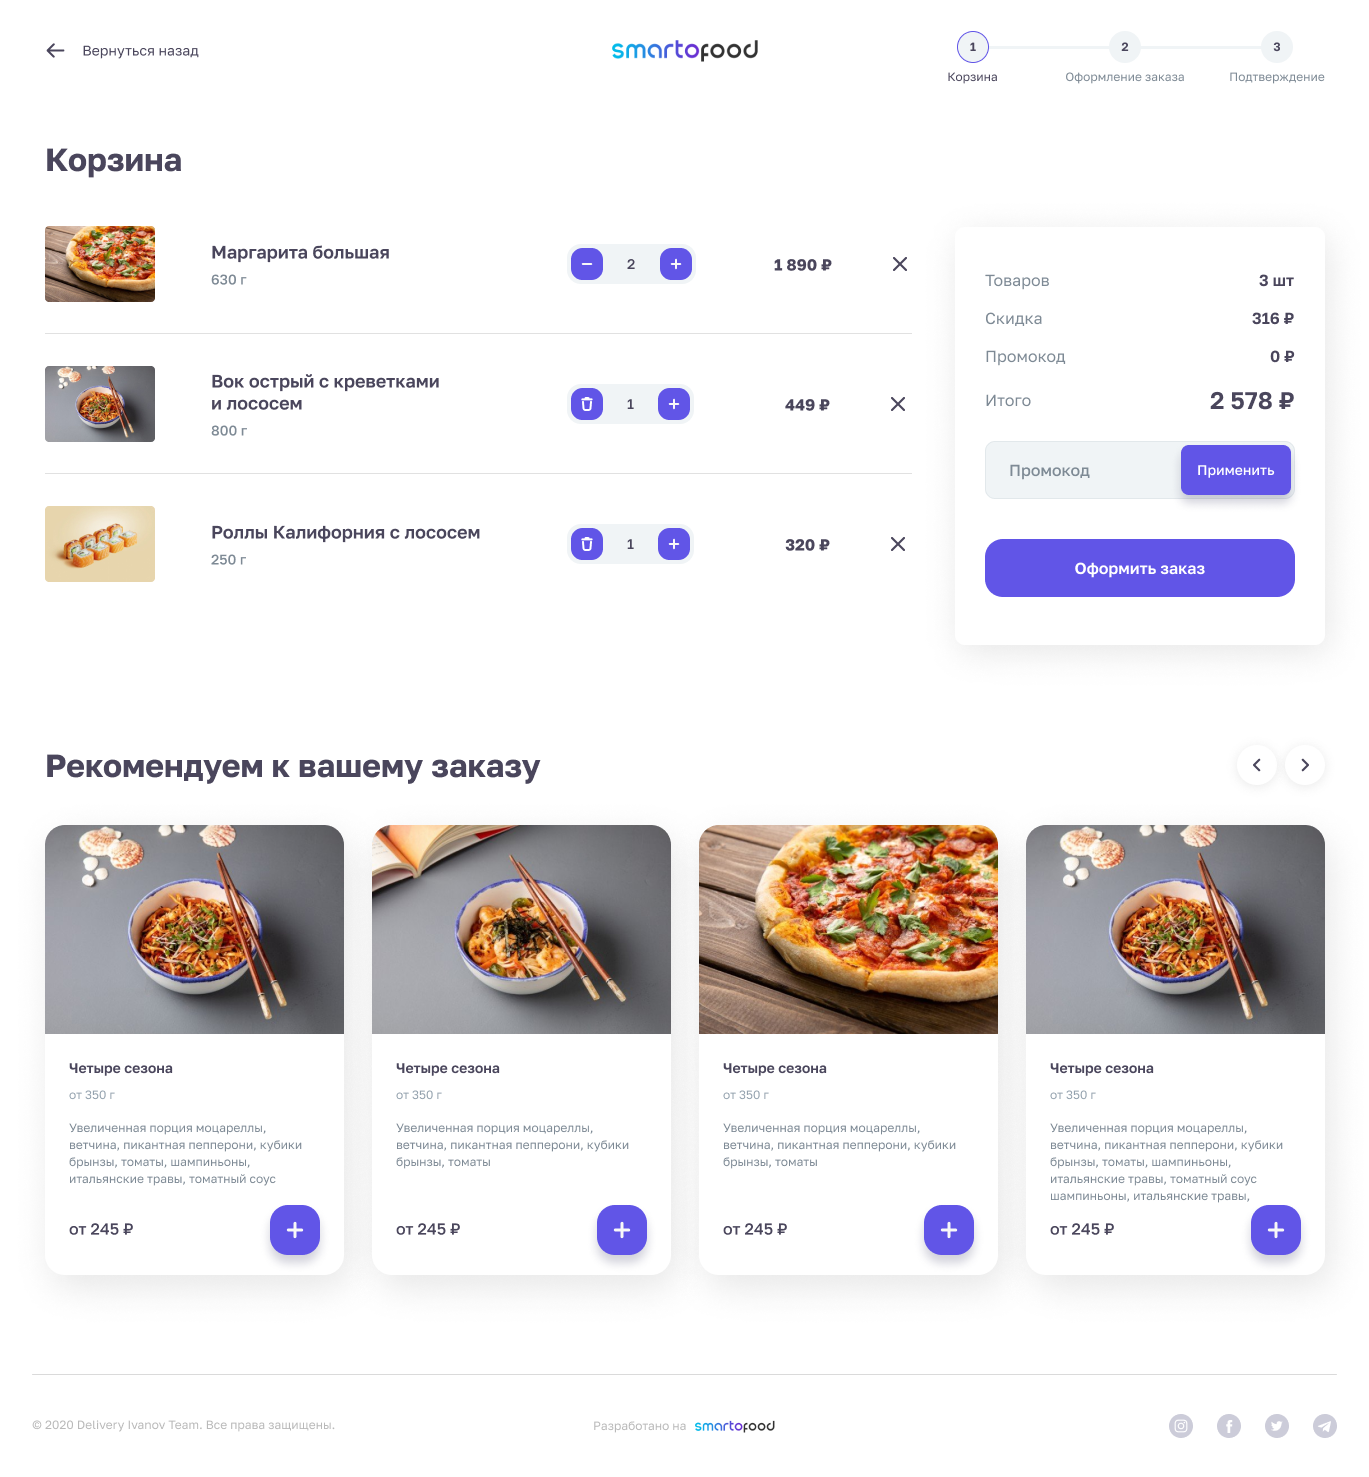 Вернуться назад
smartofood
1
2
3
Корзина
Оформление заказа
Подтверждение
Корзина
Маргарита большая
630 г
2
1 890 ₽
Вок острый с креветками
и лососем
800 г
1
449 ₽
Роллы Калифорния с лососем
250 г
1
320 ₽
Товаров
3 шт
Скидка
316 ₽
Промокод
0 ₽
Итого
2 578 ₽
Промокод
Применить
Оформить заказ
Рекомендуем к вашему заказу
Четыре сезона
от 350 г
Увеличенная порция моцареллы,
ветчина, пикантная пепперони, кубики
брынзы, томаты, шампиньоны,
итальянские травы, томатный соус
от 245 ₽
Четыре сезона
от 350 г
Увеличенная порция моцареллы,
ветчина, пикантная пепперони, кубики
брынзы, томаты
от 245 ₽
Четыре сезона
от 350 г
Увеличенная порция моцареллы,
ветчина, пикантная пепперони, кубики
брынзы, томаты
от 245 ₽
Четыре сезона
от 350 г
Увеличенная порция моцареллы,
ветчина, пикантная пепперони, кубики
брынзы, томаты, шампиньоны,
итальянские травы, томатный соус
шампиньоны, итальянские травы,
от 245 ₽
© 2020 Delivery Ivanov Team. Все права защищены.
Разработано на smartofood